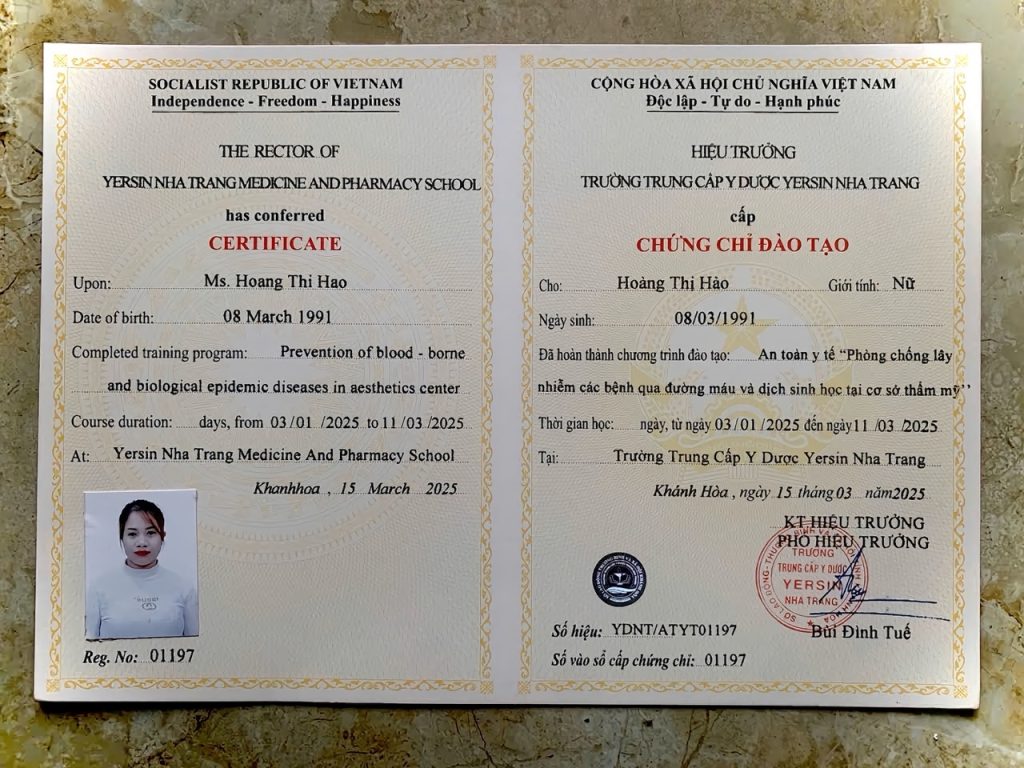 SOCIALIST REPUBLIC OF VIETNAM
Independence - Freedom - Happiness
THE RECTOR OF
YERSIN NHA TRANG MEDICINE AND PHARMACY SCHOOL
has conferred
CERTIFICATE
Upon: Ms. Hoang Thi Hao
Date of birth: 08 March 1991
Completed training program: Prevention of blood - borne
and biological epidemic diseases in aesthetics center
Course duration: days, from 03/01/2025 to 11/03/2025
At: Yersin Nha Trang Medicine And Pharmacy School
Khanhhoa, 15 March 2025
Reg. No: 01197
CỘNG HÒA XÃ HỘI CHỦ NGHĨA VIỆT NAM
Độc lập - Tự do - Hạnh phúc
HIỆU TRƯỞNG
TRƯỜNG TRUNG CẤP Y DƯỢC YERSIN NHA TRANG
cấp
CHỨNG CHỈ ĐÀO TẠO
Cho: Hoàng Thị Hào Giới tính: Nữ
Ngày sinh: 08/03/1991
Đã hoàn thành chương trình đào tạo: An toàn y tế “Phòng chống lây
nhiễm các bệnh qua đường máu và dịch sinh học tại cơ sở thẩm mỹ’’
Thời gian học: ngày, từ ngày 03/01/2025 đến ngày 11/03/2025
Tại: Trường Trung Cấp Y Dược Yersin Nha Trang
Khánh Hòa, ngày 15 tháng 03 năm 2025
KT HIỆU TRƯỞNG
PHÓ HIỆU TRƯỞNG
TRƯỜNG
TRUNG CẤP Y DƯỢC
YERSIN
NHA TRANG
Bùi Đình Tuế
Số hiệu: YDNT/ATYT01197
Số vào sổ cấp chứng chỉ: 01197